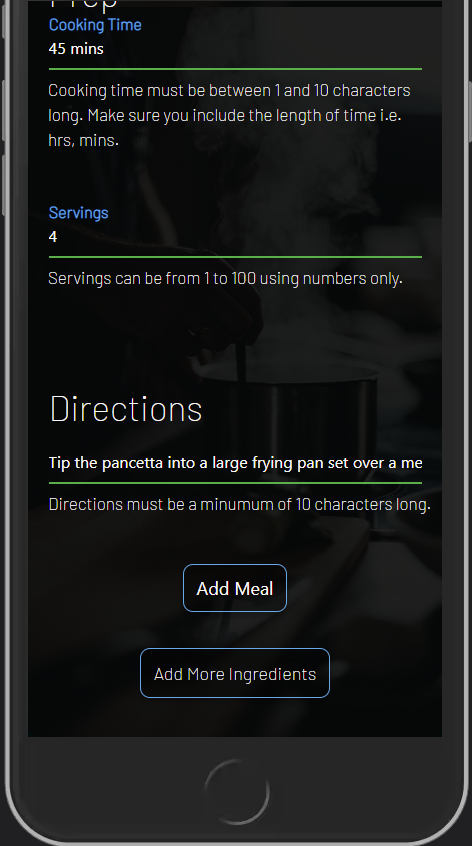 Prep
Cooking Time
45 mins
Cooking time must be between 1 and 10 characters
long. Make sure you include the length of time i.e.
hrs, mins.
Servings
4
Servings can be from 1 to 100 using numbers only.
Directions
Tip the pancetta into a large frying pan set over a me
Directions must be a minumum of 10 characters long.
Add Meal
Add More Ingredients